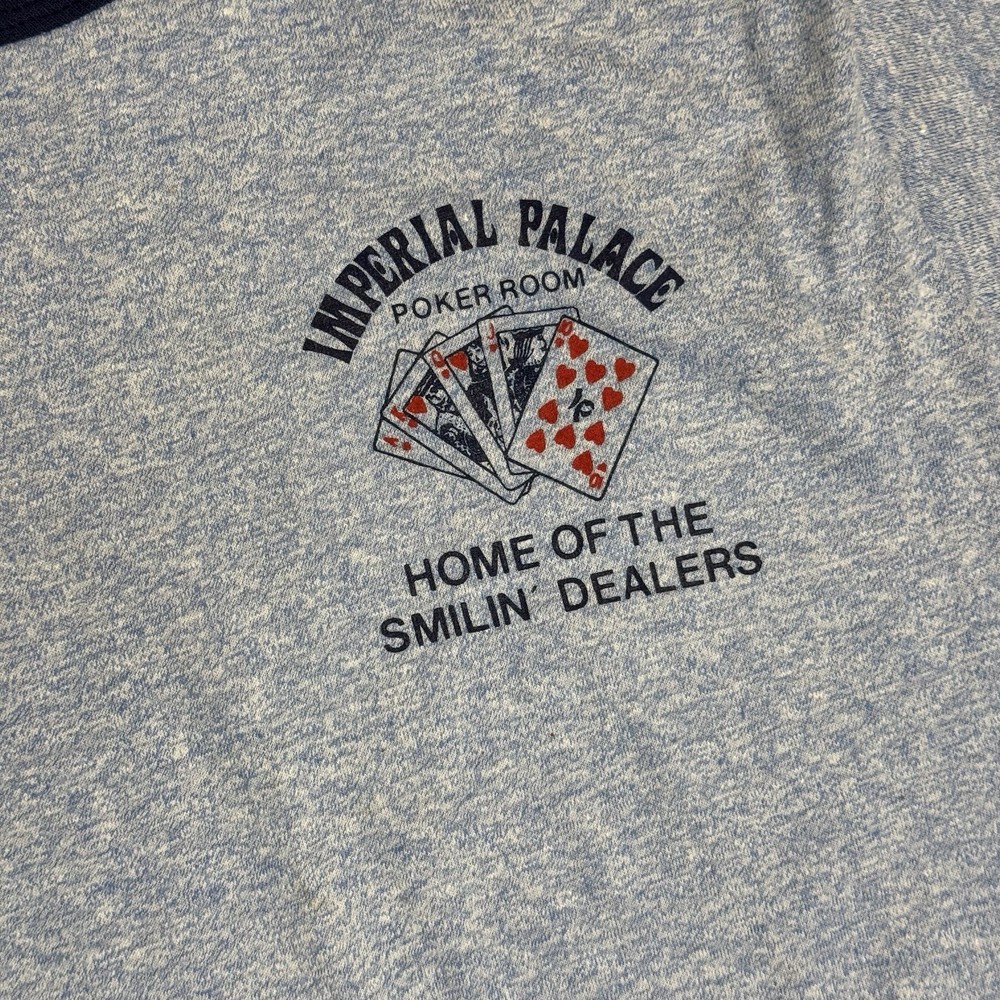 IMPERIAL PALACE
POKER ROOM
HOME OF THE
SMILIN' DEALERS